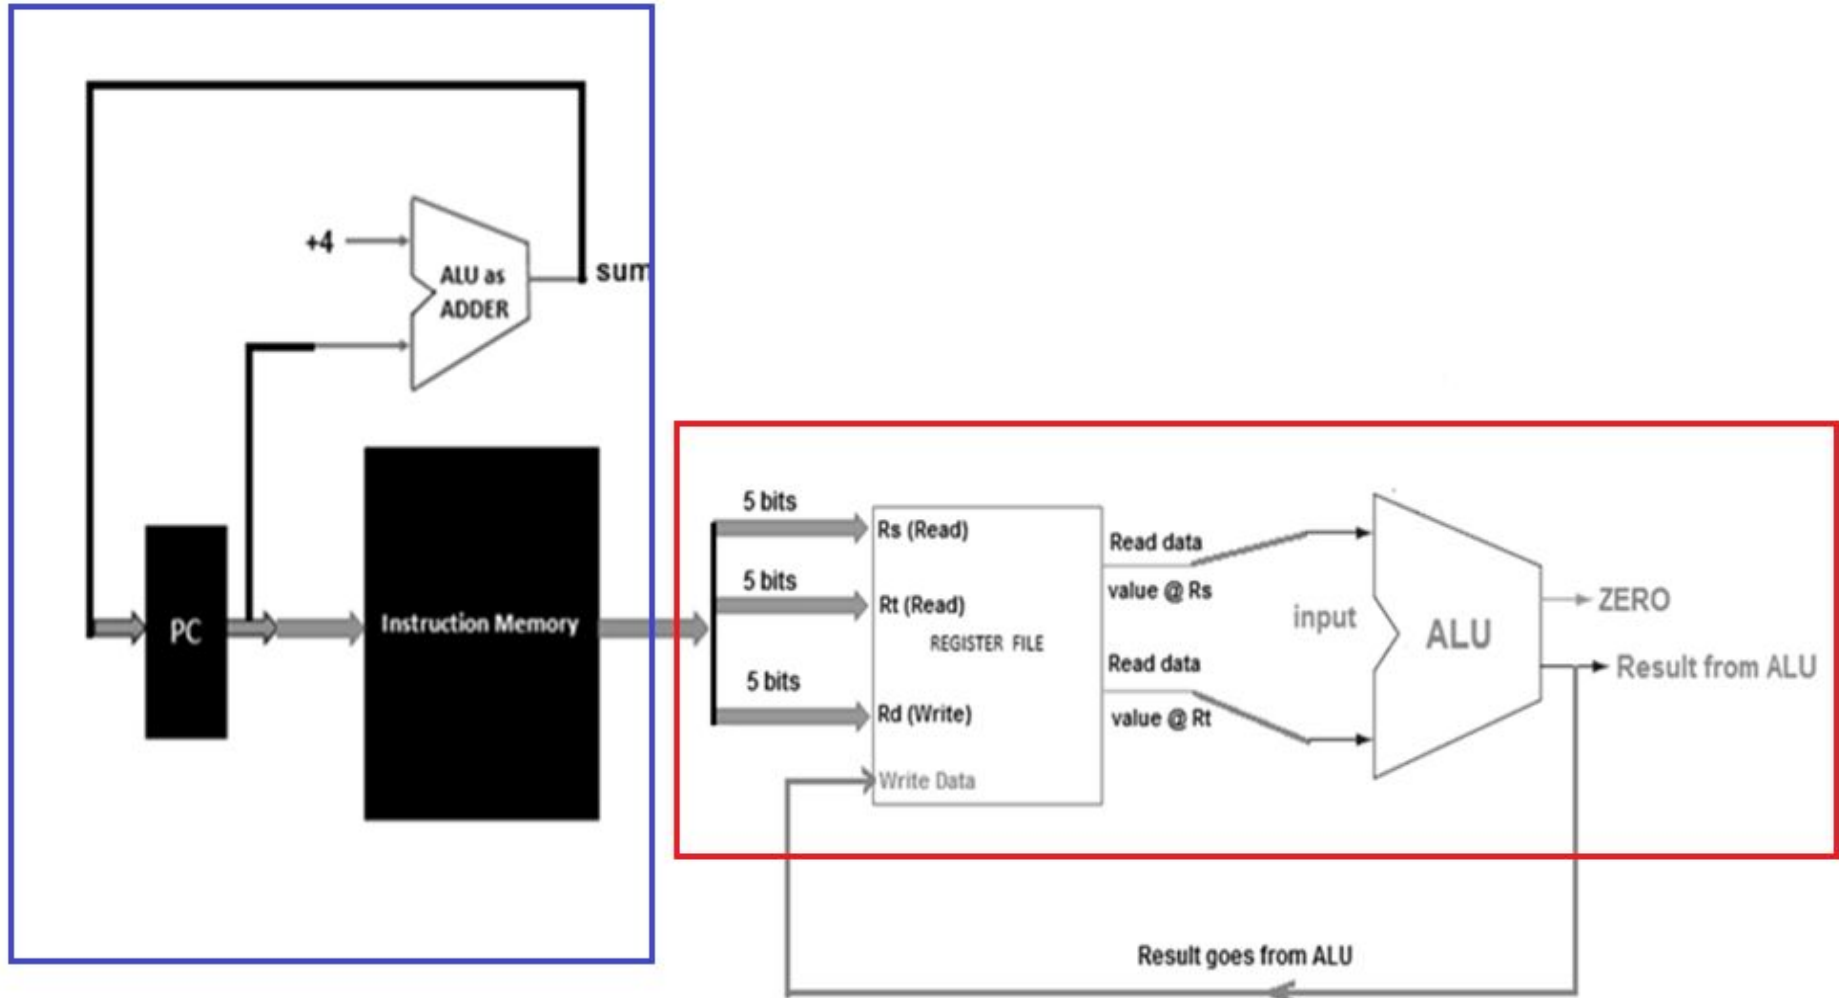 +4
ALU as
ADDER
sum
PC
Instruction Memory
5 bits
Rs (Read)
5 bits
Rt (Read)
REGISTER FILE
5 bits
Rd (Write)
Write Data
Read data
value @ Rs
Read data
value @ Rt
input
ALU
ZERO
Result from ALU
Result goes from ALU